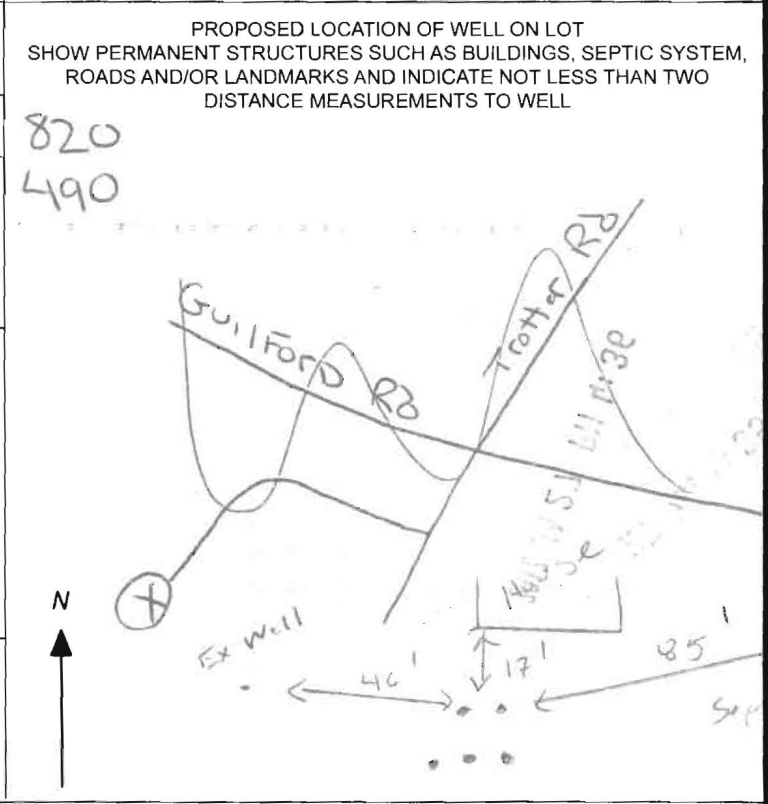 PROPOSED LOCATION OF WELL ON LOT
SHOW PERMANENT STRUCTURES SUCH AS BUILDINGS, SEPTIC SYSTEM,
ROADS AND/OR LANDMARKS AND INDICATE NOT LESS THAN TWO
DISTANCE MEASUREMENTS TO WELL
820
490
GuilForD RD
Trotter RD
N
Ex Well
46'
17'
85'